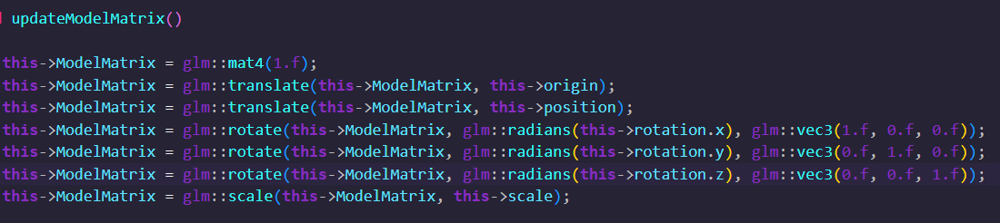 updateModelMatrix()
this->ModelMatrix = glm::mat4(1.f);
this->ModelMatrix = glm::translate(this->ModelMatrix, this->origin);
this->ModelMatrix = glm::translate(this->ModelMatrix, this->position);
this->ModelMatrix = glm::rotate(this->ModelMatrix, glm::radians(this->rotation.x), glm::vec3(1.f, 0.f, 0.f));
this->ModelMatrix = glm::rotate(this->ModelMatrix, glm::radians(this->rotation.y), glm::vec3(0.f, 1.f, 0.f));
this->ModelMatrix = glm::rotate(this->ModelMatrix, glm::radians(this->rotation.z), glm::vec3(0.f, 0.f, 1.f));
this->ModelMatrix = glm::scale(this->ModelMatrix, this->scale);